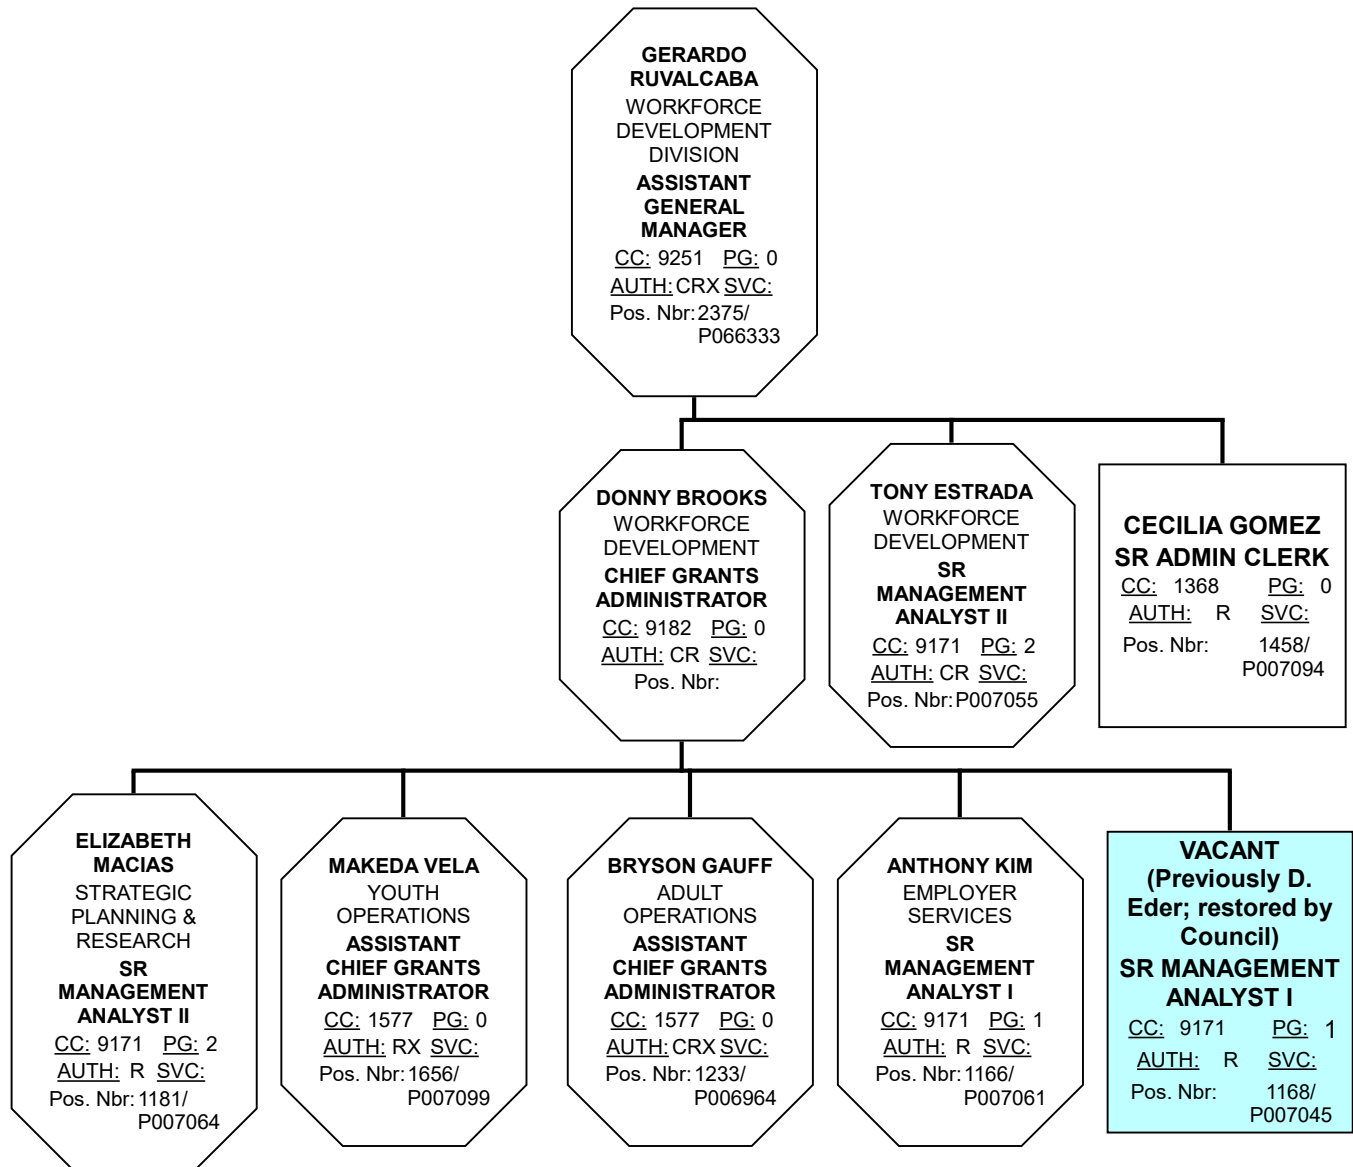 GERARDO
RUVALCABA
WORKFORCE
DEVELOPMENT
DIVISION
ASSISTANT
GENERAL
MANAGER
CC: 9251 PG: 0
AUTH: CRX SVC:
Pos. Nbr: 2375/
P066333
DONNY BROOKS
WORKFORCE
DEVELOPMENT
CHIEF GRANTS
ADMINISTRATOR
CC: 9182 PG: 0
AUTH: CR SVC:
Pos. Nbr:
TONY ESTRADA
WORKFORCE
DEVELOPMENT
SR
MANAGEMENT
ANALYST II
CC: 9171 PG: 2
AUTH: CR SVC:
Pos. Nbr: P007055
CECILIA GOMEZ
SR ADMIN CLERK
CC: 1368 PG: 0
AUTH: R SVC:
Pos. Nbr: 1458/
P007094
ELIZABETH
MACIAS
STRATEGIC
PLANNING &
RESEARCH
SR
MANAGEMENT
ANALYST II
CC: 9171 PG: 2
AUTH: R SVC:
Pos. Nbr: 1181/
P007064
MAKEDA VELA
YOUTH
OPERATIONS
ASSISTANT
CHIEF GRANTS
ADMINISTRATOR
CC: 1577 PG: 0
AUTH: RX SVC:
Pos. Nbr: 1656/
P007099
BRYSON GAUFF
ADULT
OPERATIONS
ASSISTANT
CHIEF GRANTS
ADMINISTRATOR
CC: 1577 PG: 0
AUTH: CRX SVC:
Pos. Nbr: 1233/
P006964
ANTHONY KIM
EMPLOYER
SERVICES
SR
MANAGEMENT
ANALYST I
CC: 9171 PG: 1
AUTH: R SVC:
Pos. Nbr: 1166/
P007061
VACANT
(Previously D.
Eder; restored by
Council)
SR MANAGEMENT
ANALYST I
CC: 9171 PG: 1
AUTH: R SVC:
Pos. Nbr: 1168/
P007045